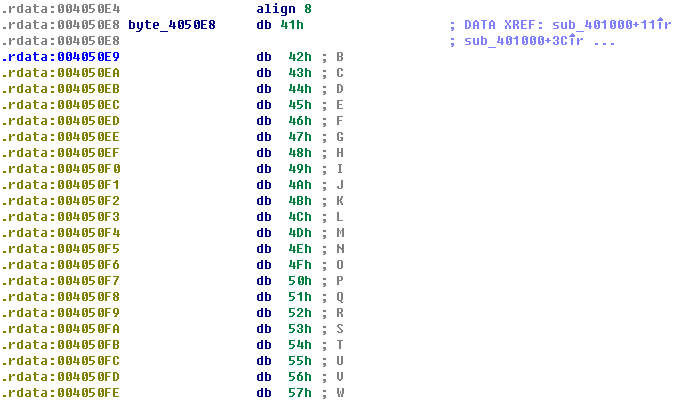 .rdata:004050E4 align 8
.rdata:004050E8 byte_4050E8 db 41h ; DATA XREF: sub_401000+11↑r
.rdata:004050E8 ; sub_401000+3C↑r ...
.rdata:004050E9 db 42h ; B
.rdata:004050EA db 43h ; C
.rdata:004050EB db 44h ; D
.rdata:004050EC db 45h ; E
.rdata:004050ED db 46h ; F
.rdata:004050EE db 47h ; G
.rdata:004050EF db 48h ; H
.rdata:004050F0 db 49h ; I
.rdata:004050F1 db 4Ah ; J
.rdata:004050F2 db 4Bh ; K
.rdata:004050F3 db 4Ch ; L
.rdata:004050F4 db 4Dh ; M
.rdata:004050F5 db 4Eh ; N
.rdata:004050F6 db 4Fh ; O
.rdata:004050F7 db 50h ; P
.rdata:004050F8 db 51h ; Q
.rdata:004050F9 db 52h ; R
.rdata:004050FA db 53h ; S
.rdata:004050FB db 54h ; T
.rdata:004050FC db 55h ; U
.rdata:004050FD db 56h ; V
.rdata:004050FE db 57h ; W